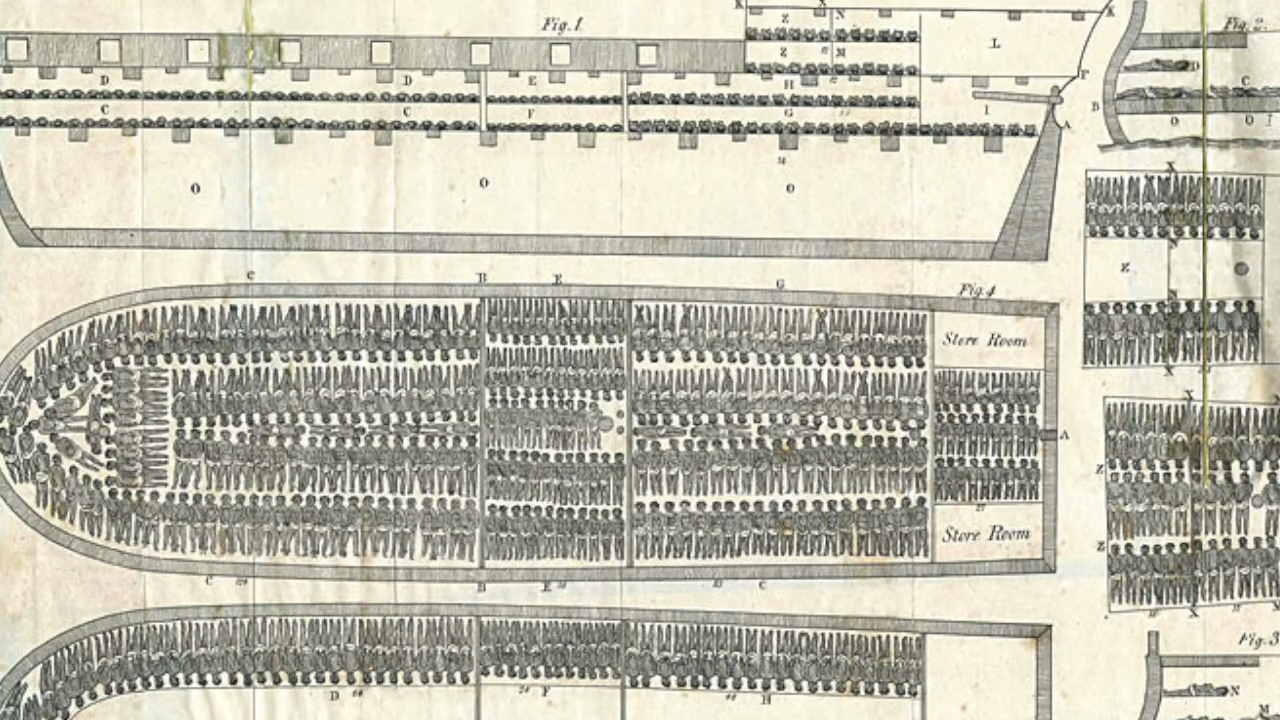 K X K
Fig. 1. Z N Fig. 2.
L
Z M
D D E H P D
C
C C F G I B A
O O
O O O
X
C B E G
Fig. 4 Z
Store Room
X
X
A
Z
Store Room
Z
C B E C
X
Fig. 3
N
D F H
M